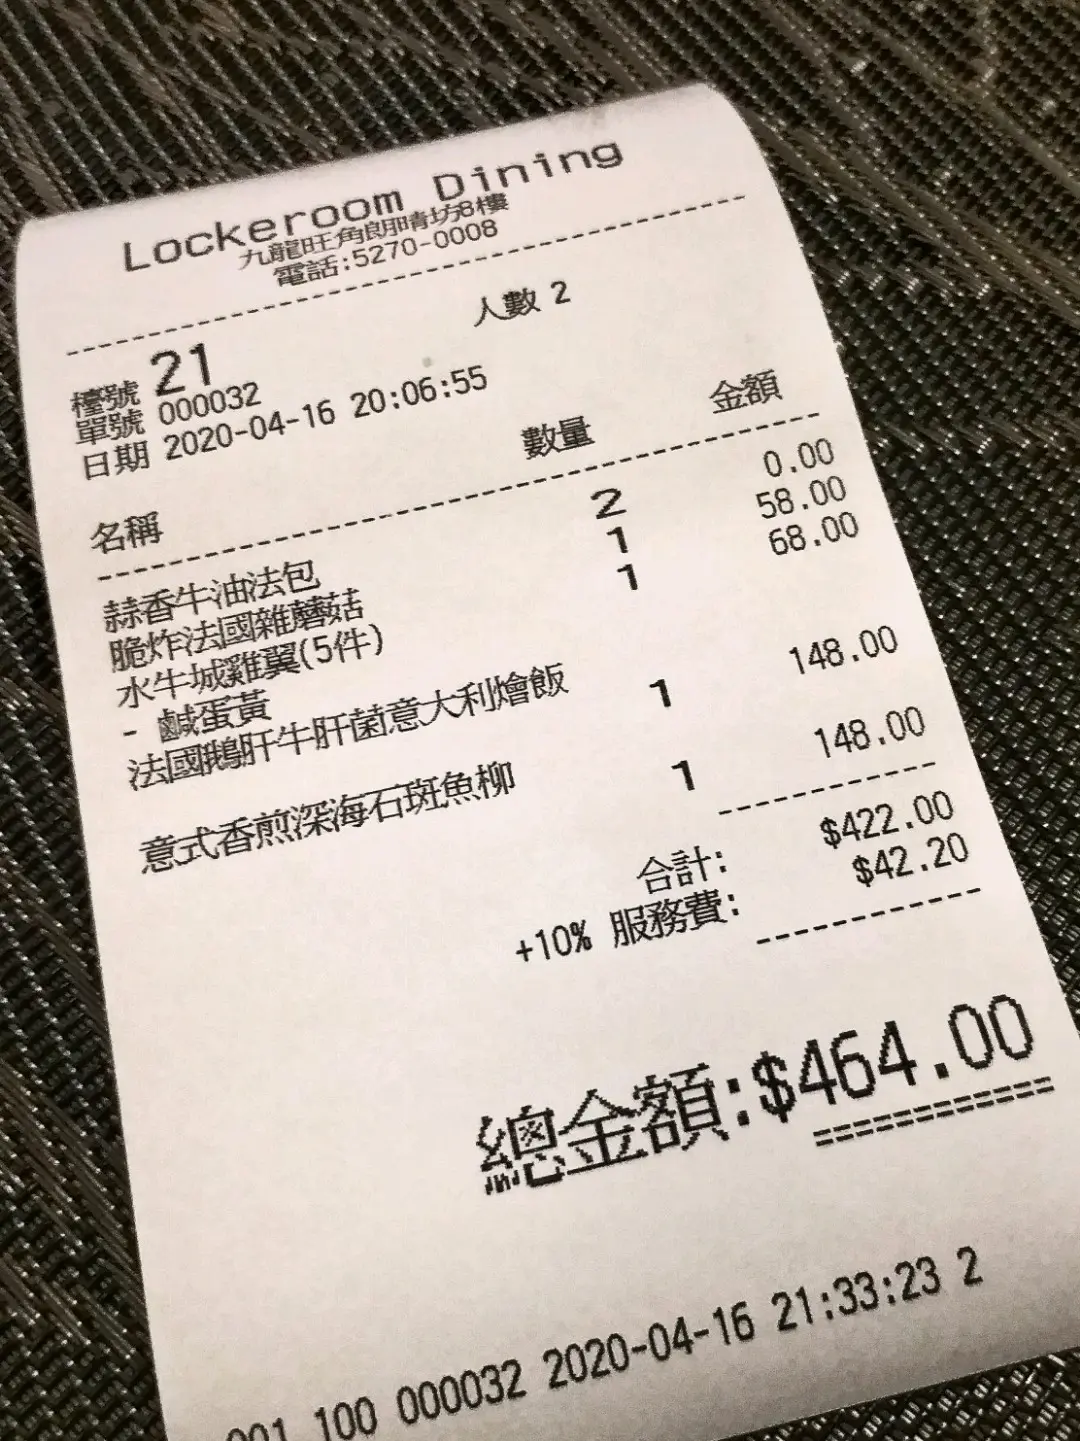 Lockeroom Dining
九龍旺角朗晴坊8樓
電話:5270-0008
人數 2
檯號 21
單號 000032
日期 2020-04-16 20:06:55
名稱 數量 金額
蒜香牛油法包 2 0.00
脆炸法國雜蘑菇 1 58.00
水牛城雞翼(5件) 1 68.00
- 鹹蛋黃
法國鵝肝牛肝菌意大利燴飯 1 148.00
意式香煎深海石斑魚柳 1 148.00
合計: $422.00
+10% 服務費: $42.20
總金額:$464.00
001 100 000032 2020-04-16 21:33:23 2